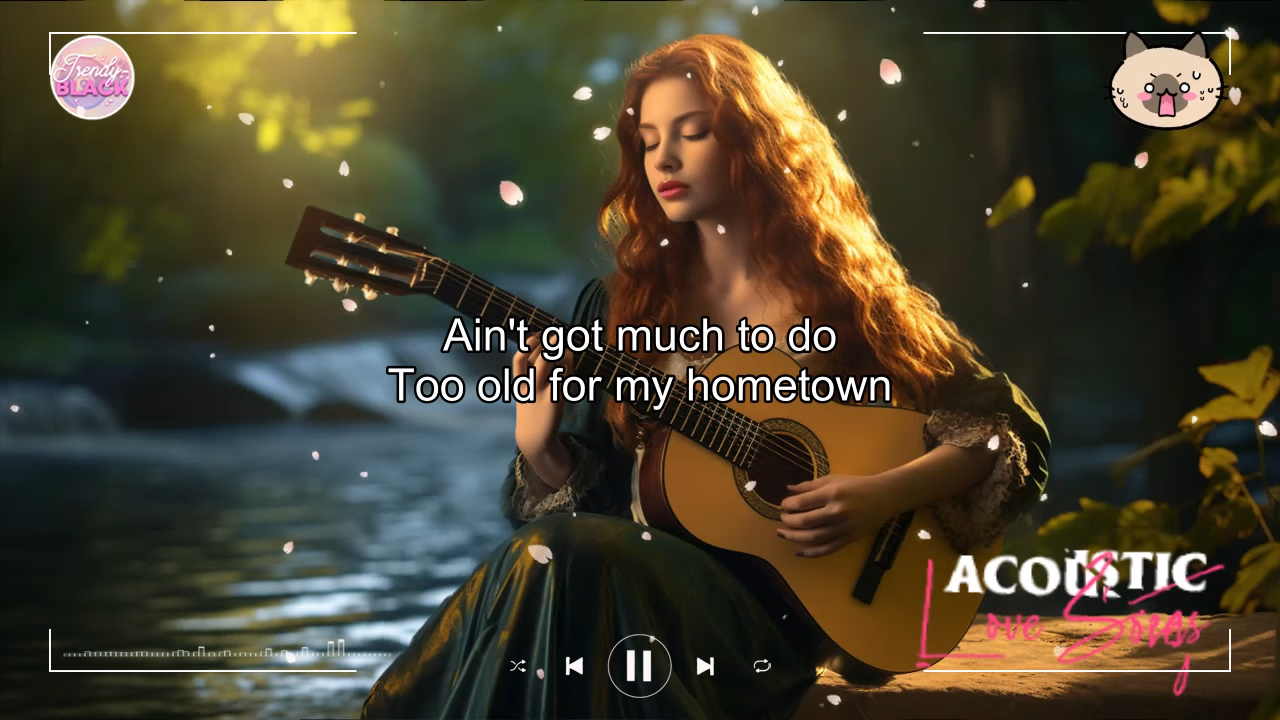 Trendy
BLACK
Ain't got much to do
Too old for my hometown
ACOUSTIC
Love Songs